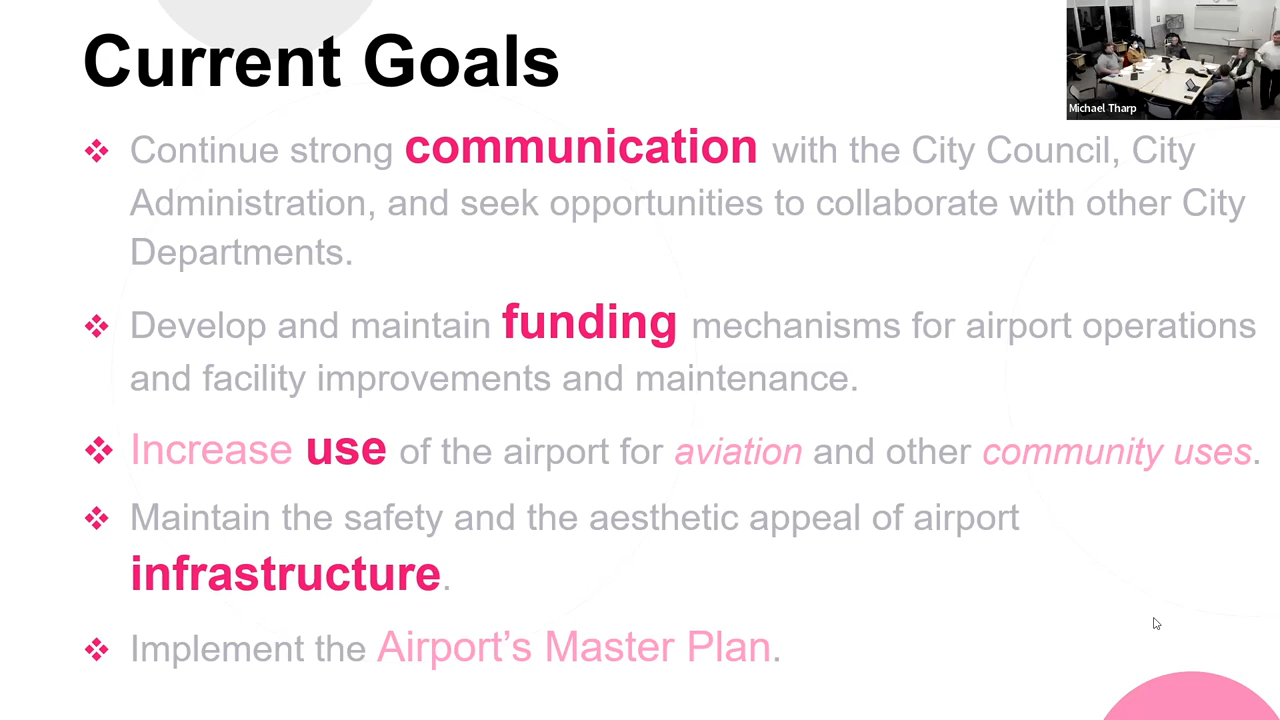 Current Goals
Michael Tharp
❖ Continue strong communication with the City Council, City
Administration, and seek opportunities to collaborate with other City
Departments.
❖ Develop and maintain funding mechanisms for airport operations
and facility improvements and maintenance.
❖ Increase use of the airport for aviation and other community uses.
❖ Maintain the safety and the aesthetic appeal of airport
infrastructure.
❖ Implement the Airport’s Master Plan.